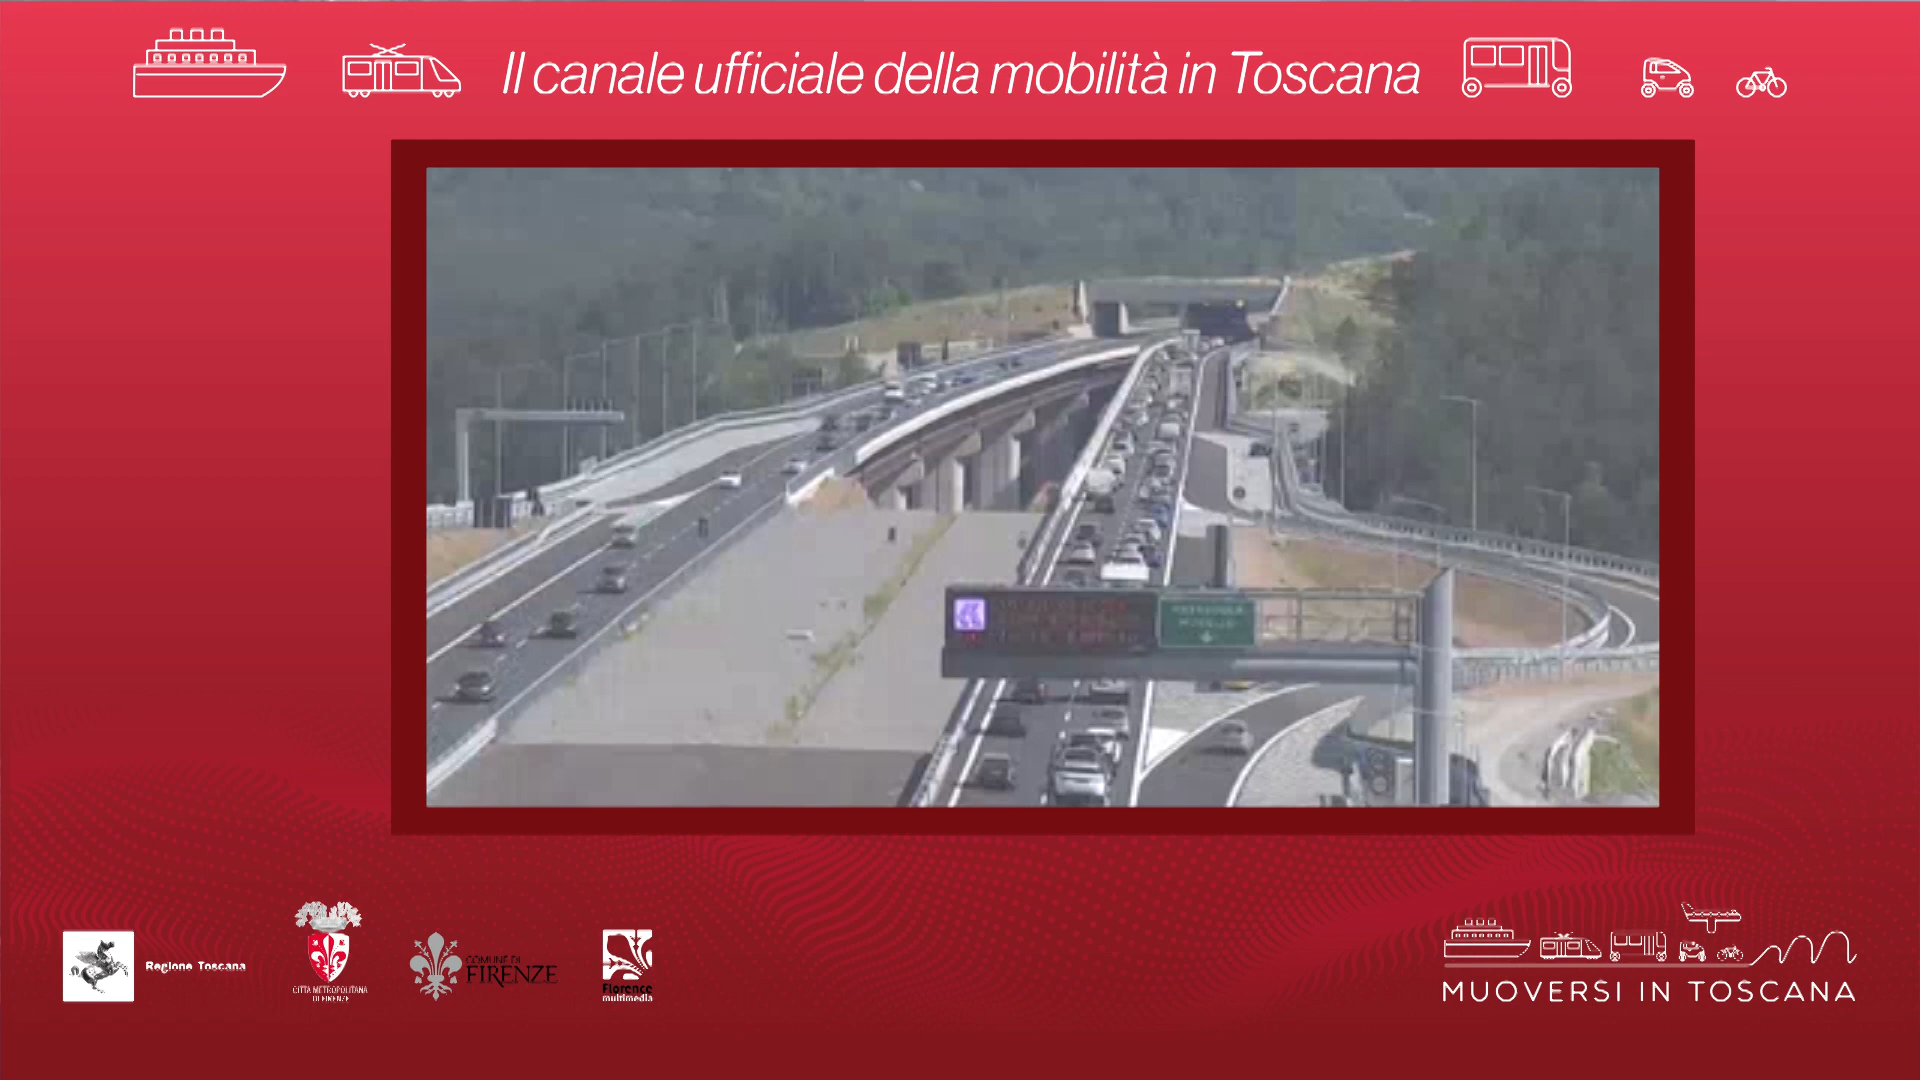 Il canale ufficiale della mobilità in Toscana
Regione Toscana
CITTÀ METROPOLITANA
DI FIRENZE
COMUNE DI
FIRENZE
Florence
multimedia
MUOVERSI IN TOSCANA